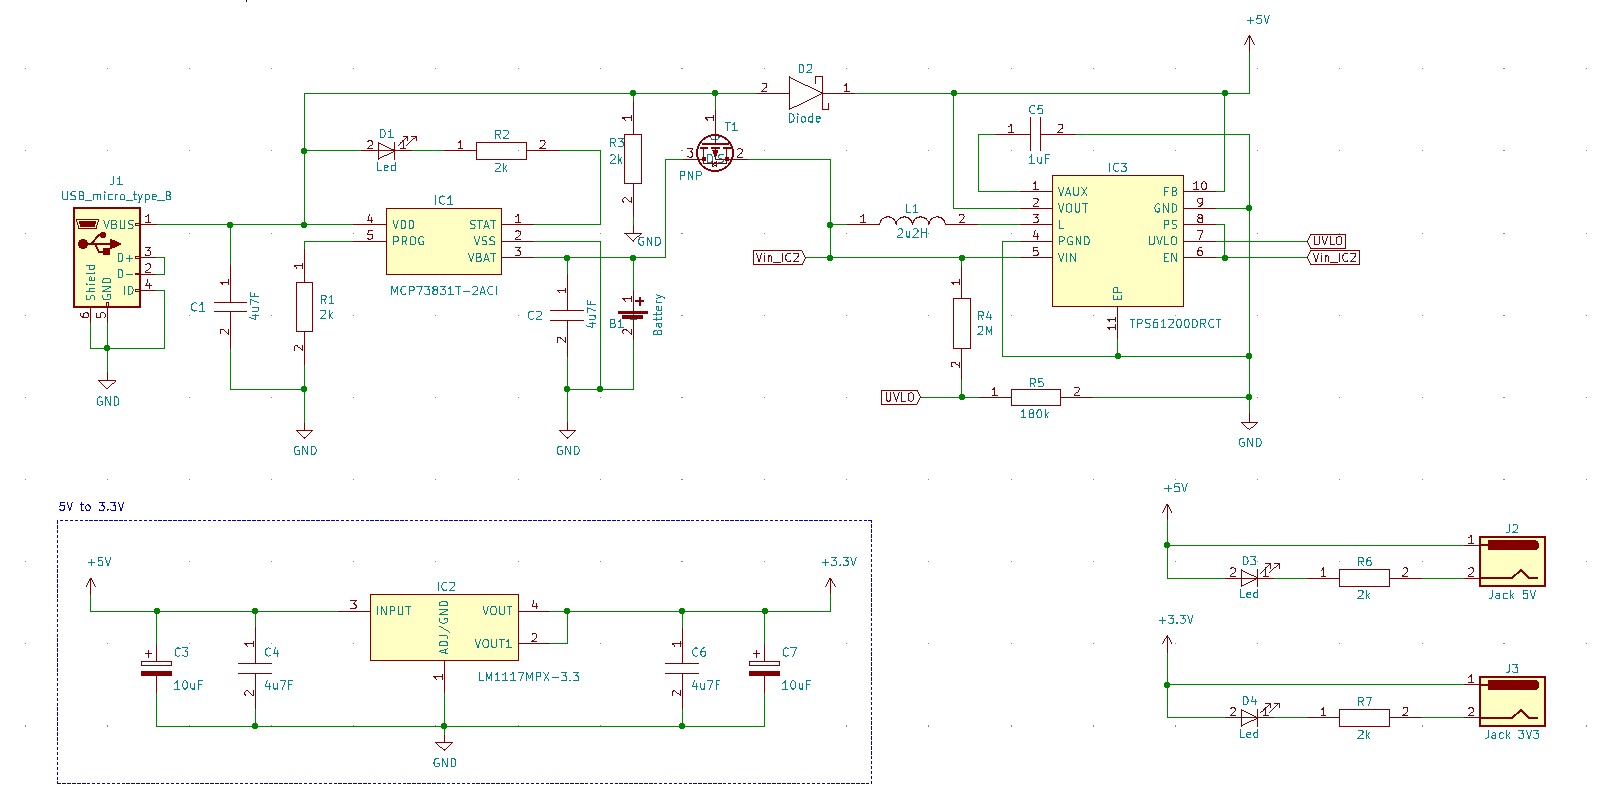 +5V
D2
2 1
Diode
C5
1 2
1uF
D1
2 1
Led
R2
1 2
2k
1
R3
2k
2
GND
1
T1
3 2
PNP
J1
USB_micro_type_B
VBUS 1
D+ 3
D- 2
ID 4
Shield
GND
6 5
GND
IC1
4 VDD STAT 1
5 PROG VSS 2
VBAT 3
MCP73831T-2ACI
C1
1
4u7F
2
1
R1
2k
2
GND
C2
1
4u7F
2
GND
B1
1 +
2
Battery
L1
1 2
2u2H
Vin_IC2
IC3
1 VAUX FB 10
2 VOUT GND 9
3 L PS 8
4 PGND UVLO 7
5 VIN EN 6
EP
11
TPS61200DRCT
UVLO
Vin_IC2
1
R4
2M
2
UVLO
R5
1 2
180k
GND
5V to 3.3V
+5V
+3.3V
IC2
3 INPUT VOUT 4
VOUT1 2
ADJ/GND
1
LM1117MPX-3.3
+
C3
10uF
1
C4
4u7F
2
1
C6
4u7F
2
+
C7
10uF
GND
+5V
J2
1
2
Jack 5V
D3
2 1
Led
R6
1 2
2k
+3.3V
J3
1
2
Jack 3V3
D4
2 1
Led
R7
1 2
2k